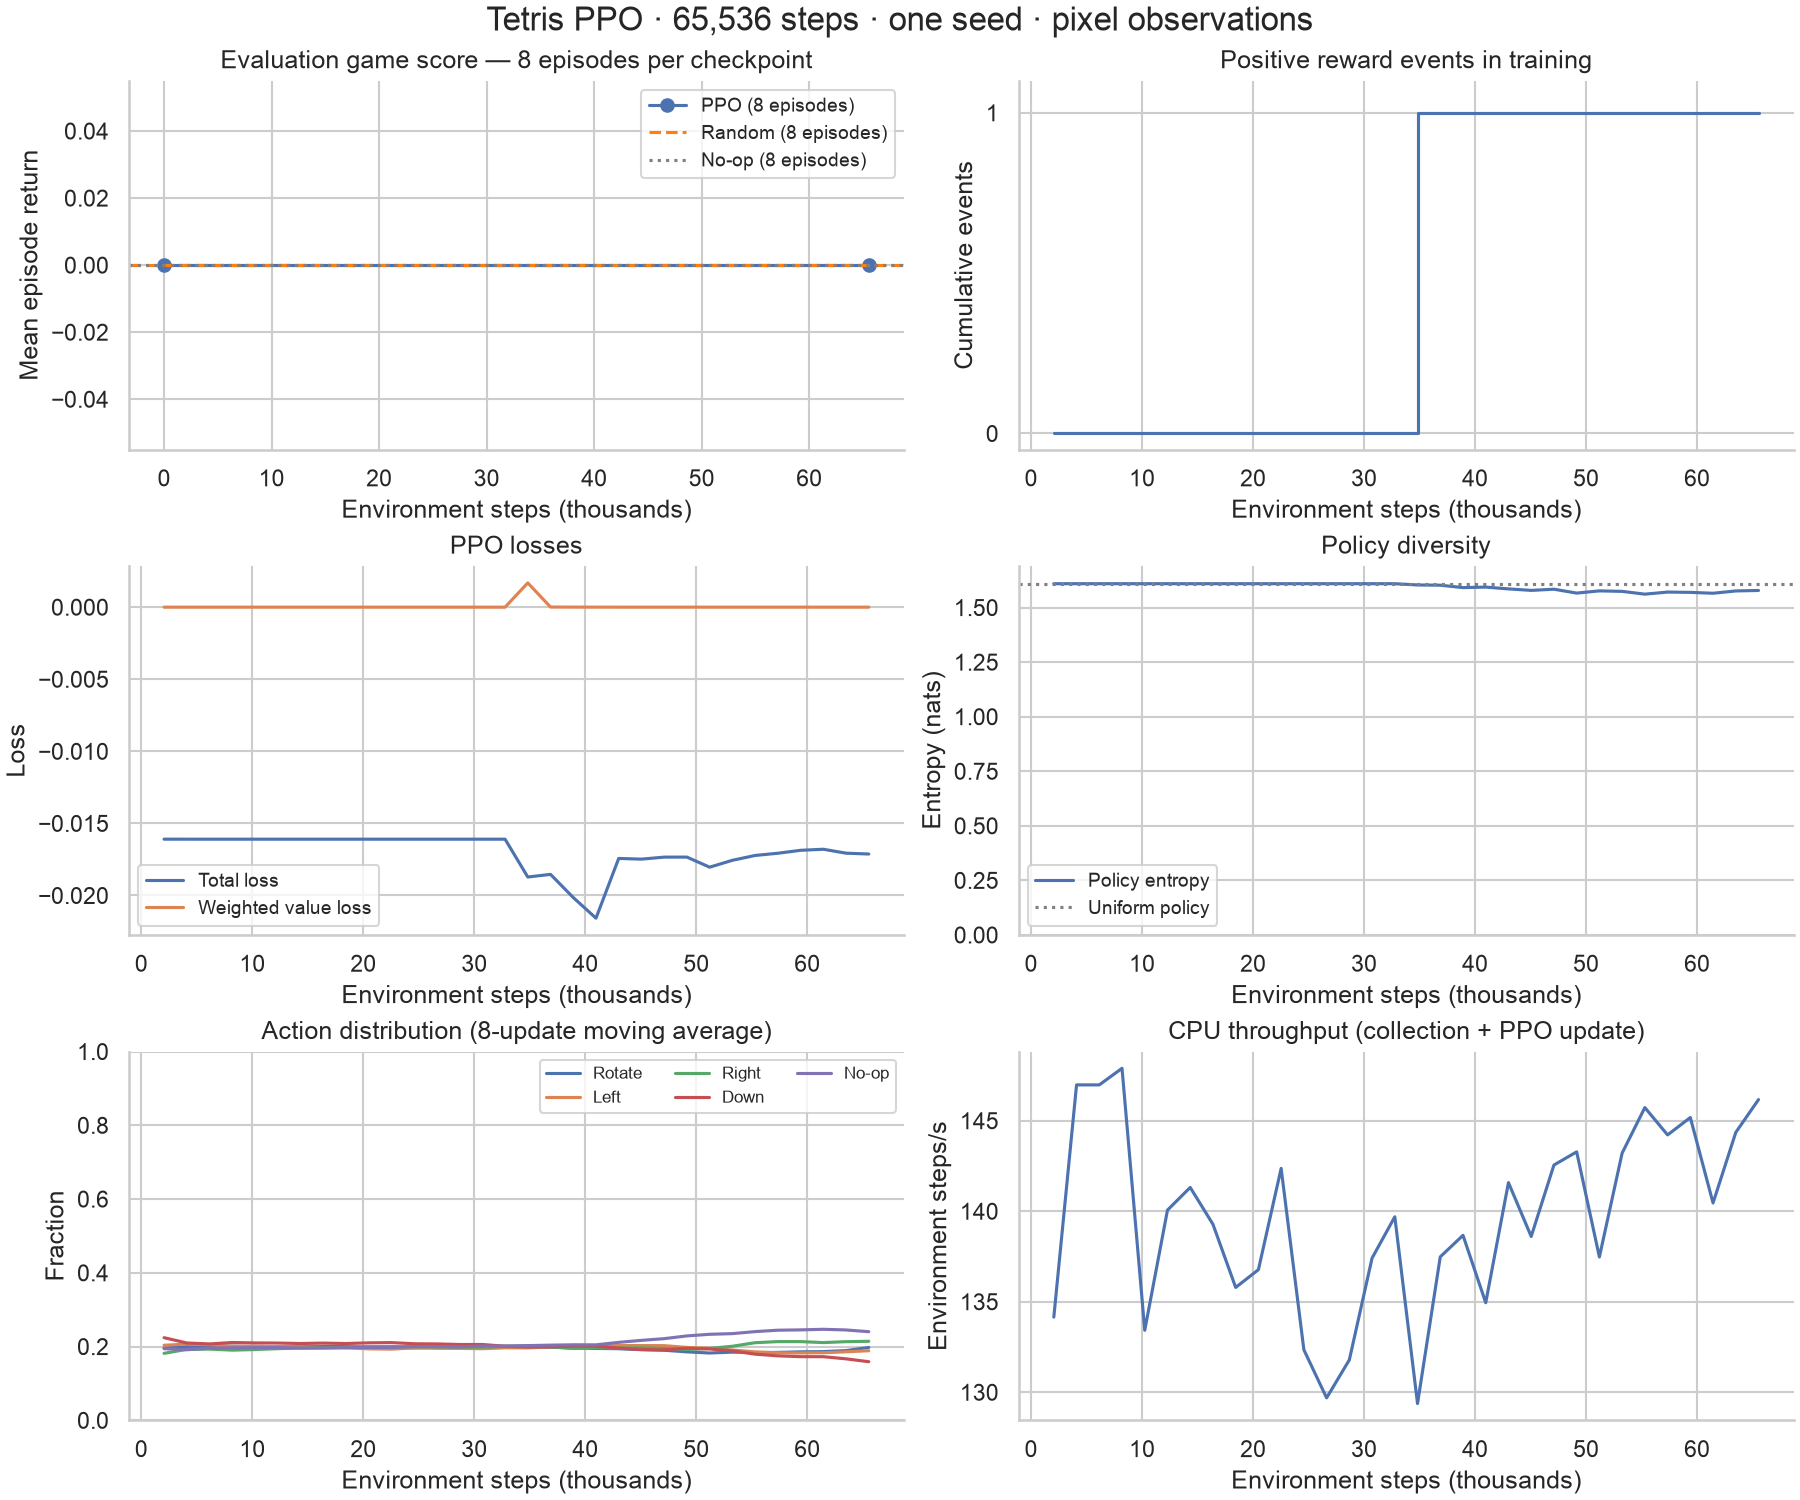 Tetris PPO · 65,536 steps · one seed · pixel observations
Evaluation game score — 8 episodes per checkpoint
Mean episode return
0.04
0.02
0.00
−0.02
−0.04
PPO (8 episodes)
Random (8 episodes)
No-op (8 episodes)
0 10 20 30 40 50 60
Environment steps (thousands)
Positive reward events in training
Cumulative events
1
0
0 10 20 30 40 50 60
Environment steps (thousands)
PPO losses
Loss
0.000
−0.005
−0.010
−0.015
−0.020
Total loss
Weighted value loss
0 10 20 30 40 50 60
Environment steps (thousands)
Policy diversity
Entropy (nats)
1.50
1.25
1.00
0.75
0.50
0.25
0.00
Policy entropy
Uniform policy
0 10 20 30 40 50 60
Environment steps (thousands)
Action distribution (8-update moving average)
Fraction
1.0
0.8
0.6
0.4
0.2
0.0
Rotate Right No-op
Left Down
0 10 20 30 40 50 60
Environment steps (thousands)
CPU throughput (collection + PPO update)
Environment steps/s
145
140
135
130
0 10 20 30 40 50 60
Environment steps (thousands)